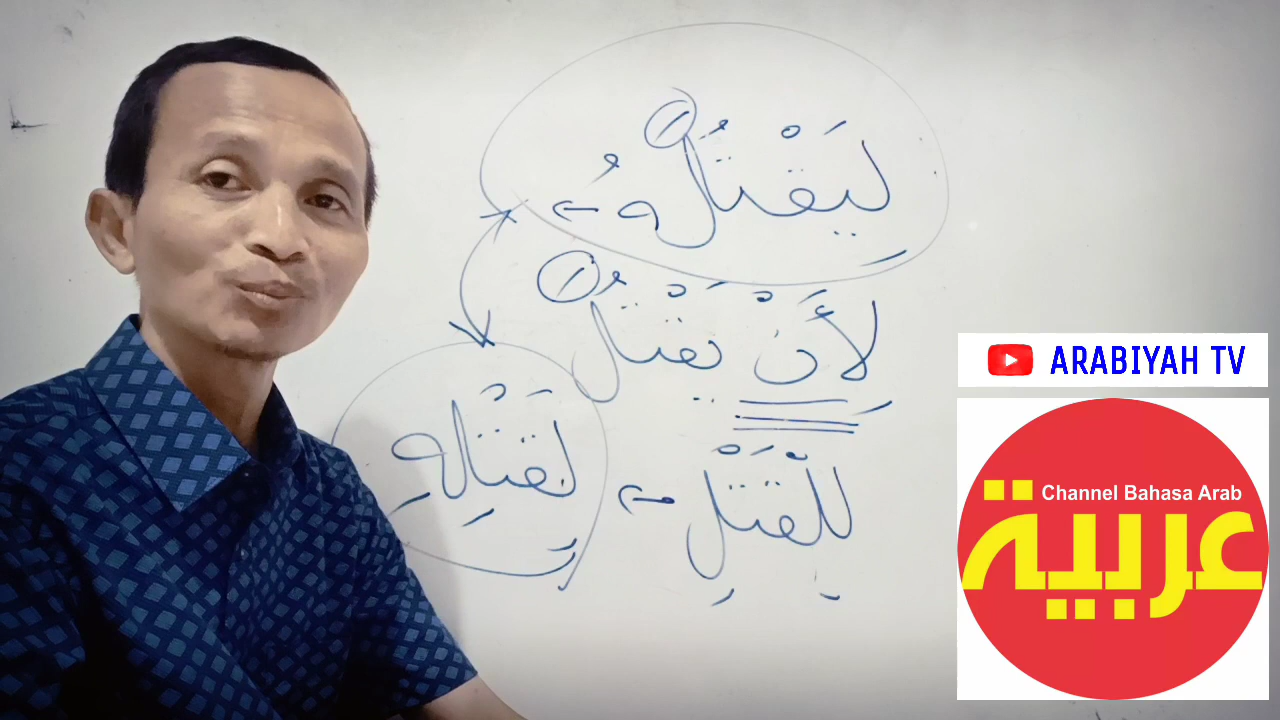 لِيَقْتُلَهُ ←
لِأَنْ يَقْتُلَ
لِلْقَتْلِ ← لِقَتْلِهِ
ARABIYAH TV
Channel Bahasa Arab
عربية